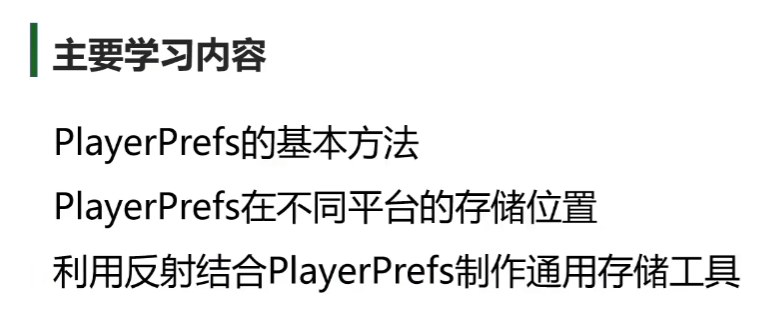 主要学习内容
PlayerPrefs的基本方法
PlayerPrefs在不同平台的存储位置
利用反射结合PlayerPrefs制作通用存储工具